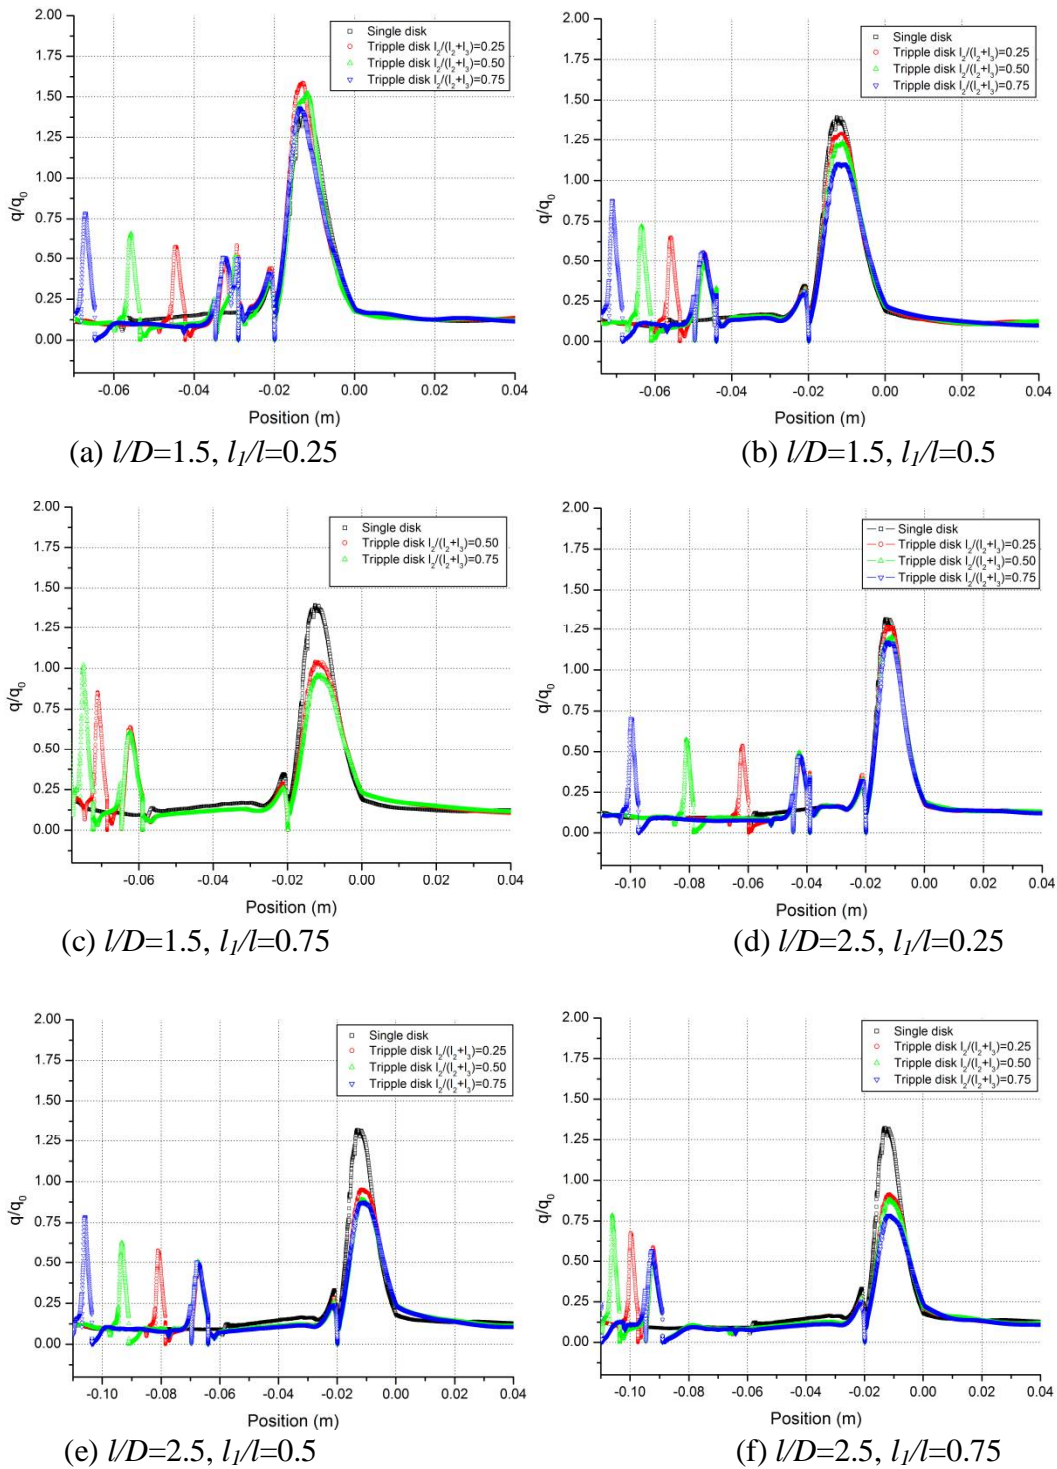 2.00
1.75
1.50
1.25
1.00
0.75
0.50
0.25
0.00
q/q0
Single disk
Tripple disk l2/(l2+l3)=0.25
Tripple disk l2/(l2+l3)=0.50
Tripple disk l2/(l2+l3)=0.75
-0.06 -0.04 -0.02 0.00 0.02 0.04
Position (m)
(a) l/D=1.5, l1/l=0.25
2.00
1.75
1.50
1.25
1.00
0.75
0.50
0.25
0.00
q/q0
Single disk
Tripple disk l2/(l2+l3)=0.25
Tripple disk l2/(l2+l3)=0.50
Tripple disk l2/(l2+l3)=0.75
-0.06 -0.04 -0.02 0.00 0.02 0.04
Position (m)
(b) l/D=1.5, l1/l=0.5
2.00
1.75
1.50
1.25
1.00
0.75
0.50
0.25
0.00
q/q0
Single disk
Tripple disk l2/(l2+l3)=0.50
Tripple disk l2/(l2+l3)=0.75
-0.06 -0.04 -0.02 0.00 0.02 0.04
Position (m)
(c) l/D=1.5, l1/l=0.75
2.00
1.75
1.50
1.25
1.00
0.75
0.50
0.25
0.00
q/q0
Single disk
Tripple disk l2/(l2+l3)=0.25
Tripple disk l2/(l2+l3)=0.50
Tripple disk l2/(l2+l3)=0.75
-0.10 -0.08 -0.06 -0.04 -0.02 0.00 0.02 0.04
Position (m)
(d) l/D=2.5, l1/l=0.25
2.00
1.75
1.50
1.25
1.00
0.75
0.50
0.25
0.00
q/q0
Single disk
Tripple disk l2/(l2+l3)=0.25
Tripple disk l2/(l2+l3)=0.50
Tripple disk l2/(l2+l3)=0.75
-0.10 -0.08 -0.06 -0.04 -0.02 0.00 0.02 0.04
Position (m)
(e) l/D=2.5, l1/l=0.5
2.00
1.75
1.50
1.25
1.00
0.75
0.50
0.25
0.00
q/q0
Single disk
Tripple disk l2/(l2+l3)=0.25
Tripple disk l2/(l2+l3)=0.50
Tripple disk l2/(l2+l3)=0.75
-0.10 -0.08 -0.06 -0.04 -0.02 0.00 0.02 0.04
Position (m)
(f) l/D=2.5, l1/l=0.75